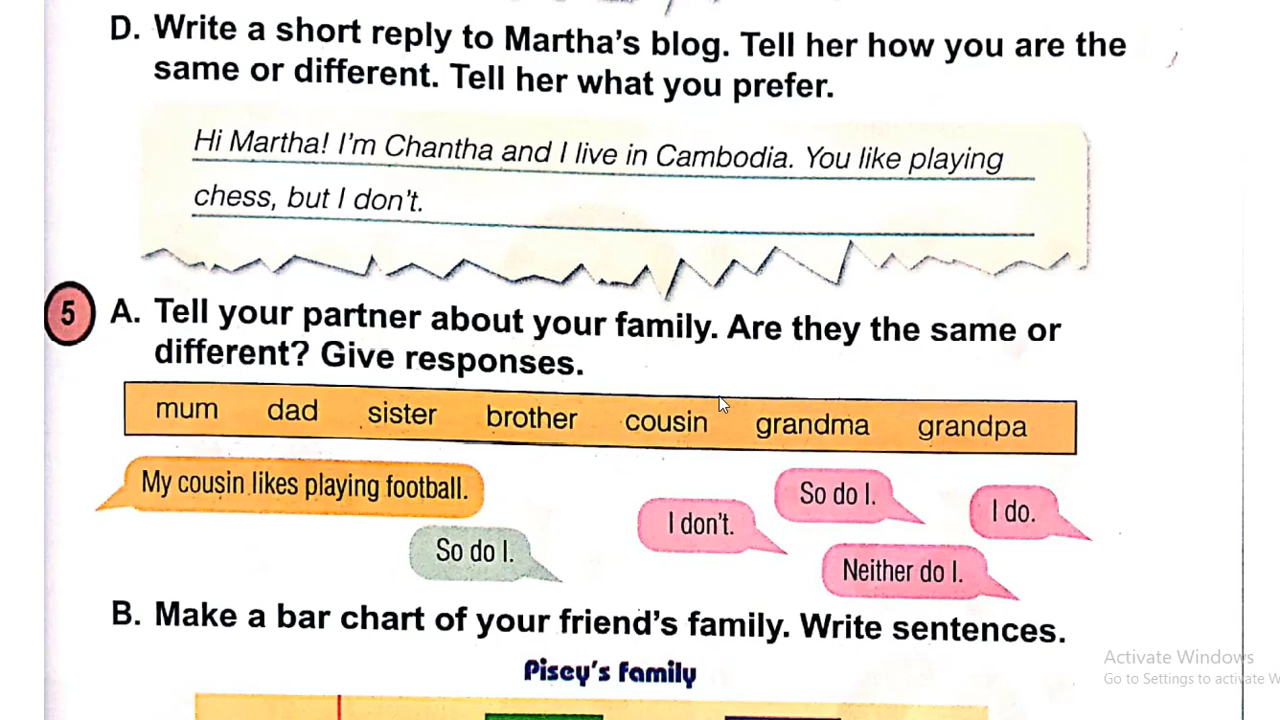 D. Write a short reply to Martha's blog. Tell her how you are the
same or different. Tell her what you prefer.
Hi Martha! I'm Chantha and I live in Cambodia. You like playing
chess, but I don't.
5 A. Tell your partner about your family. Are they the same or
different? Give responses.
mum dad sister brother cousin grandma grandpa
My cousin likes playing football.
So do I.
I don't.
So do I.
I do.
Neither do I.
B. Make a bar chart of your friend's family. Write sentences.
Pisey's family
Activate Windows
Go to Settings to activate W